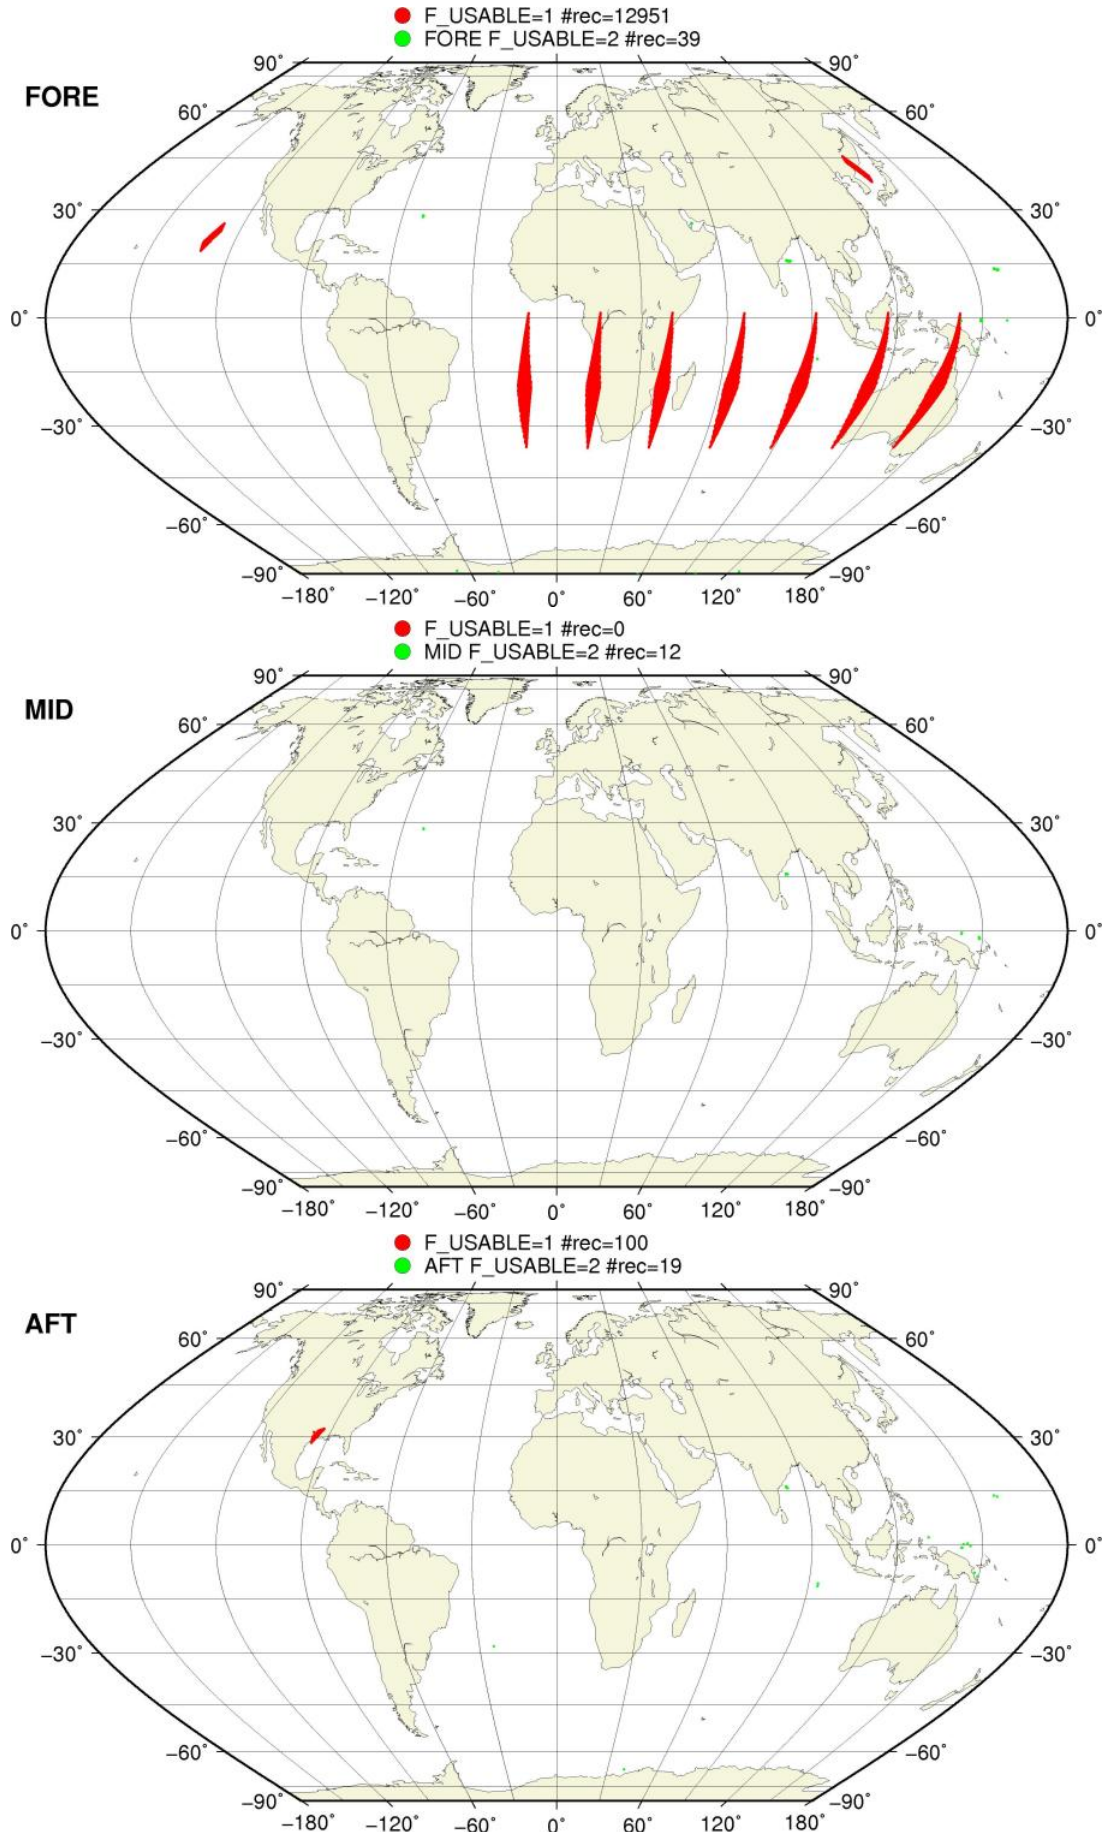 F_USABLE=1 #rec=12951
FORE F_USABLE=2 #rec=39
FORE
90˚ 90˚
60˚ 60˚
30˚ 30˚
0˚ 0˚
−30˚ −30˚
−60˚ −60˚
−90˚ −90˚
−180˚ −120˚ −60˚ 0˚ 60˚ 120˚ 180˚
F_USABLE=1 #rec=0
MID F_USABLE=2 #rec=12
MID
90˚ 90˚
60˚ 60˚
30˚ 30˚
0˚ 0˚
−30˚ −30˚
−60˚ −60˚
−90˚ −90˚
−180˚ −120˚ −60˚ 0˚ 60˚ 120˚ 180˚
F_USABLE=1 #rec=100
AFT F_USABLE=2 #rec=19
AFT
90˚ 90˚
60˚ 60˚
30˚ 30˚
0˚ 0˚
−30˚ −30˚
−60˚ −60˚
−90˚ −90˚
−180˚ −120˚ −60˚ 0˚ 60˚ 120˚ 180˚